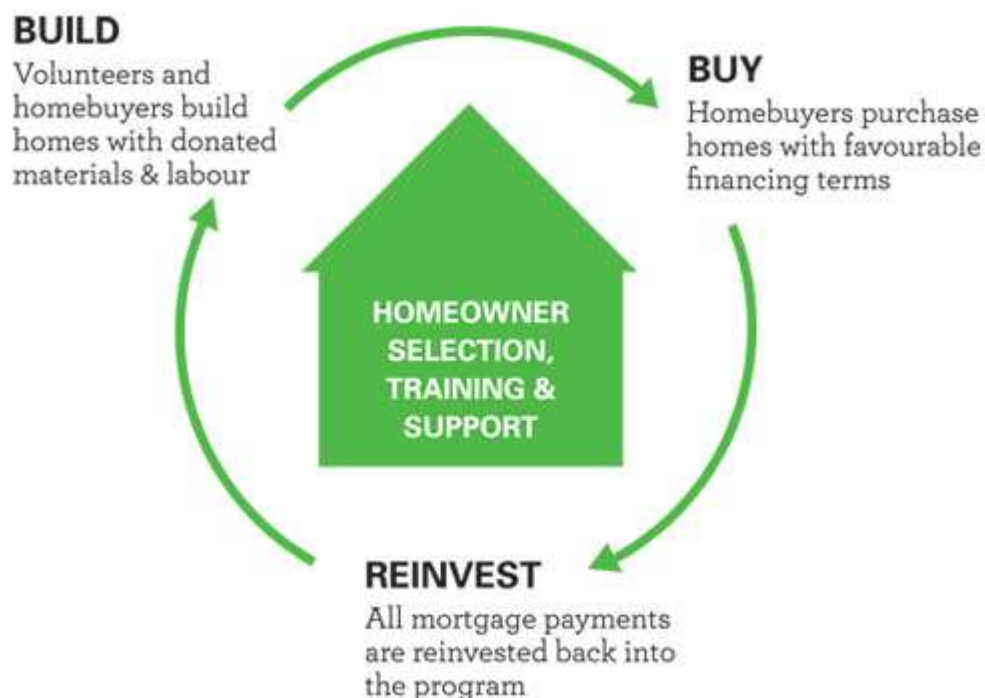 BUILD
Volunteers and
homebuyers build
homes with donated
materials & labour
BUY
Homebuyers purchase
homes with favourable
financing terms
HOMEOWNER
SELECTION,
TRAINING &
SUPPORT
REINVEST
All mortgage payments
are reinvested back into
the program